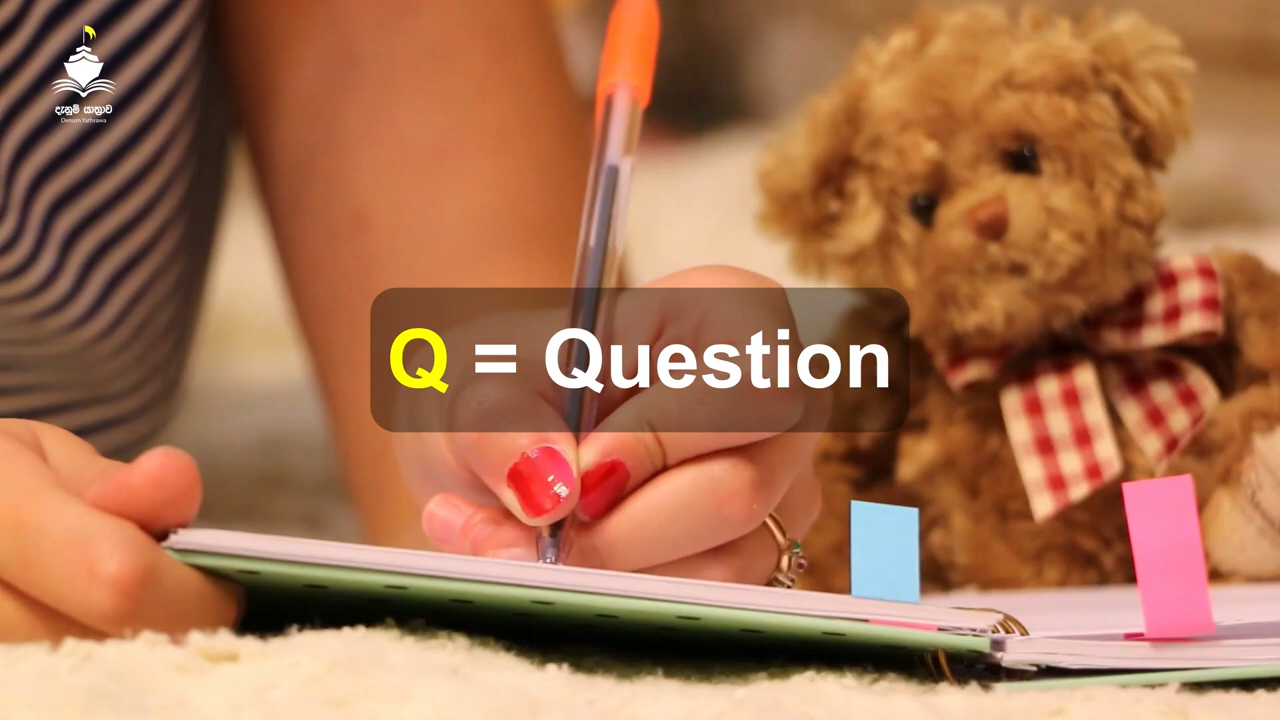 දැනුම් යාත්‍රාව
Denum Yathrawa
Q = Question